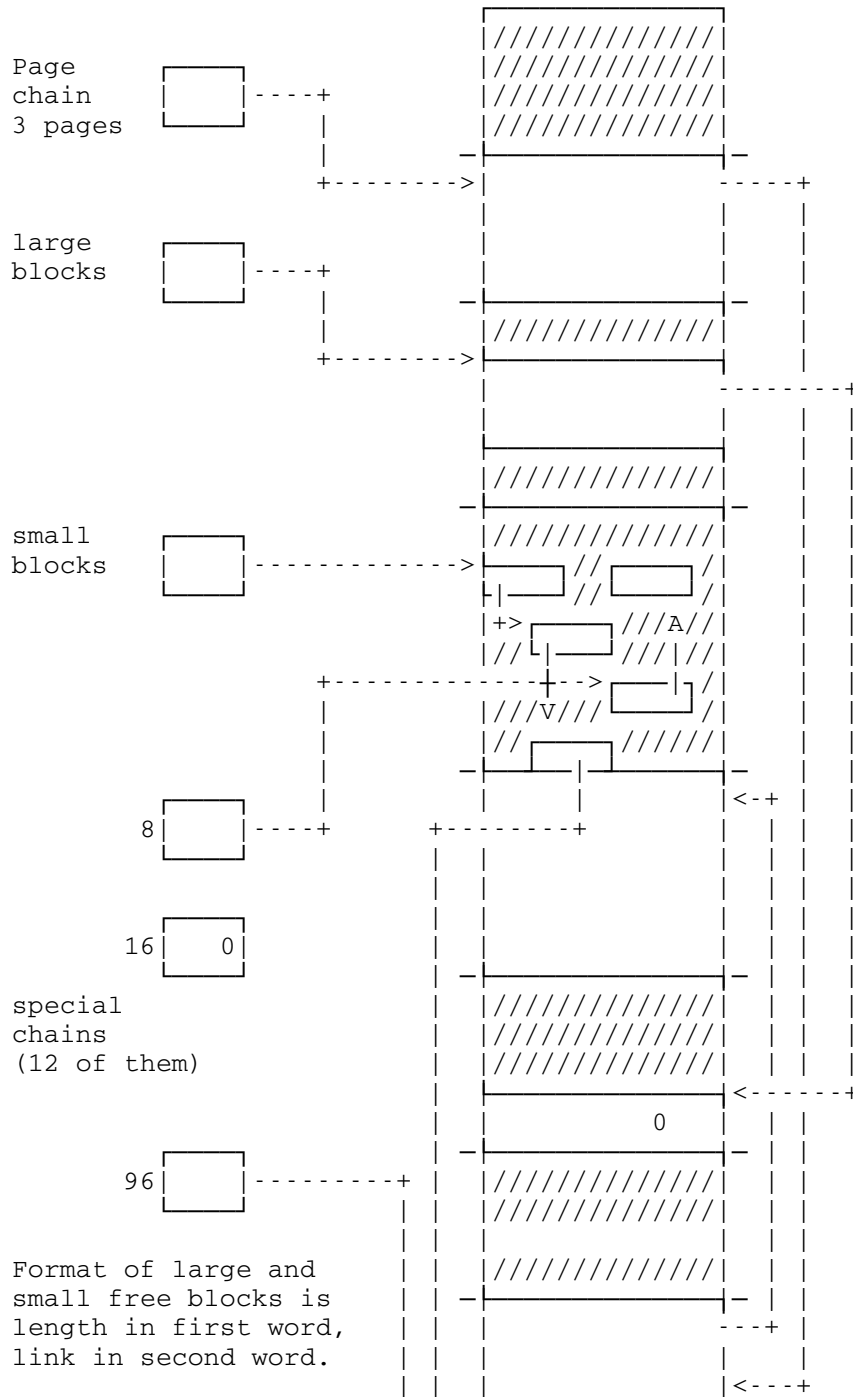 Page
chain
3 pages
large
blocks
small
blocks
A
V
8
16 0
special
chains
(12 of them)
0
96
Format of large and
small free blocks is
length in first word,
link in second word.